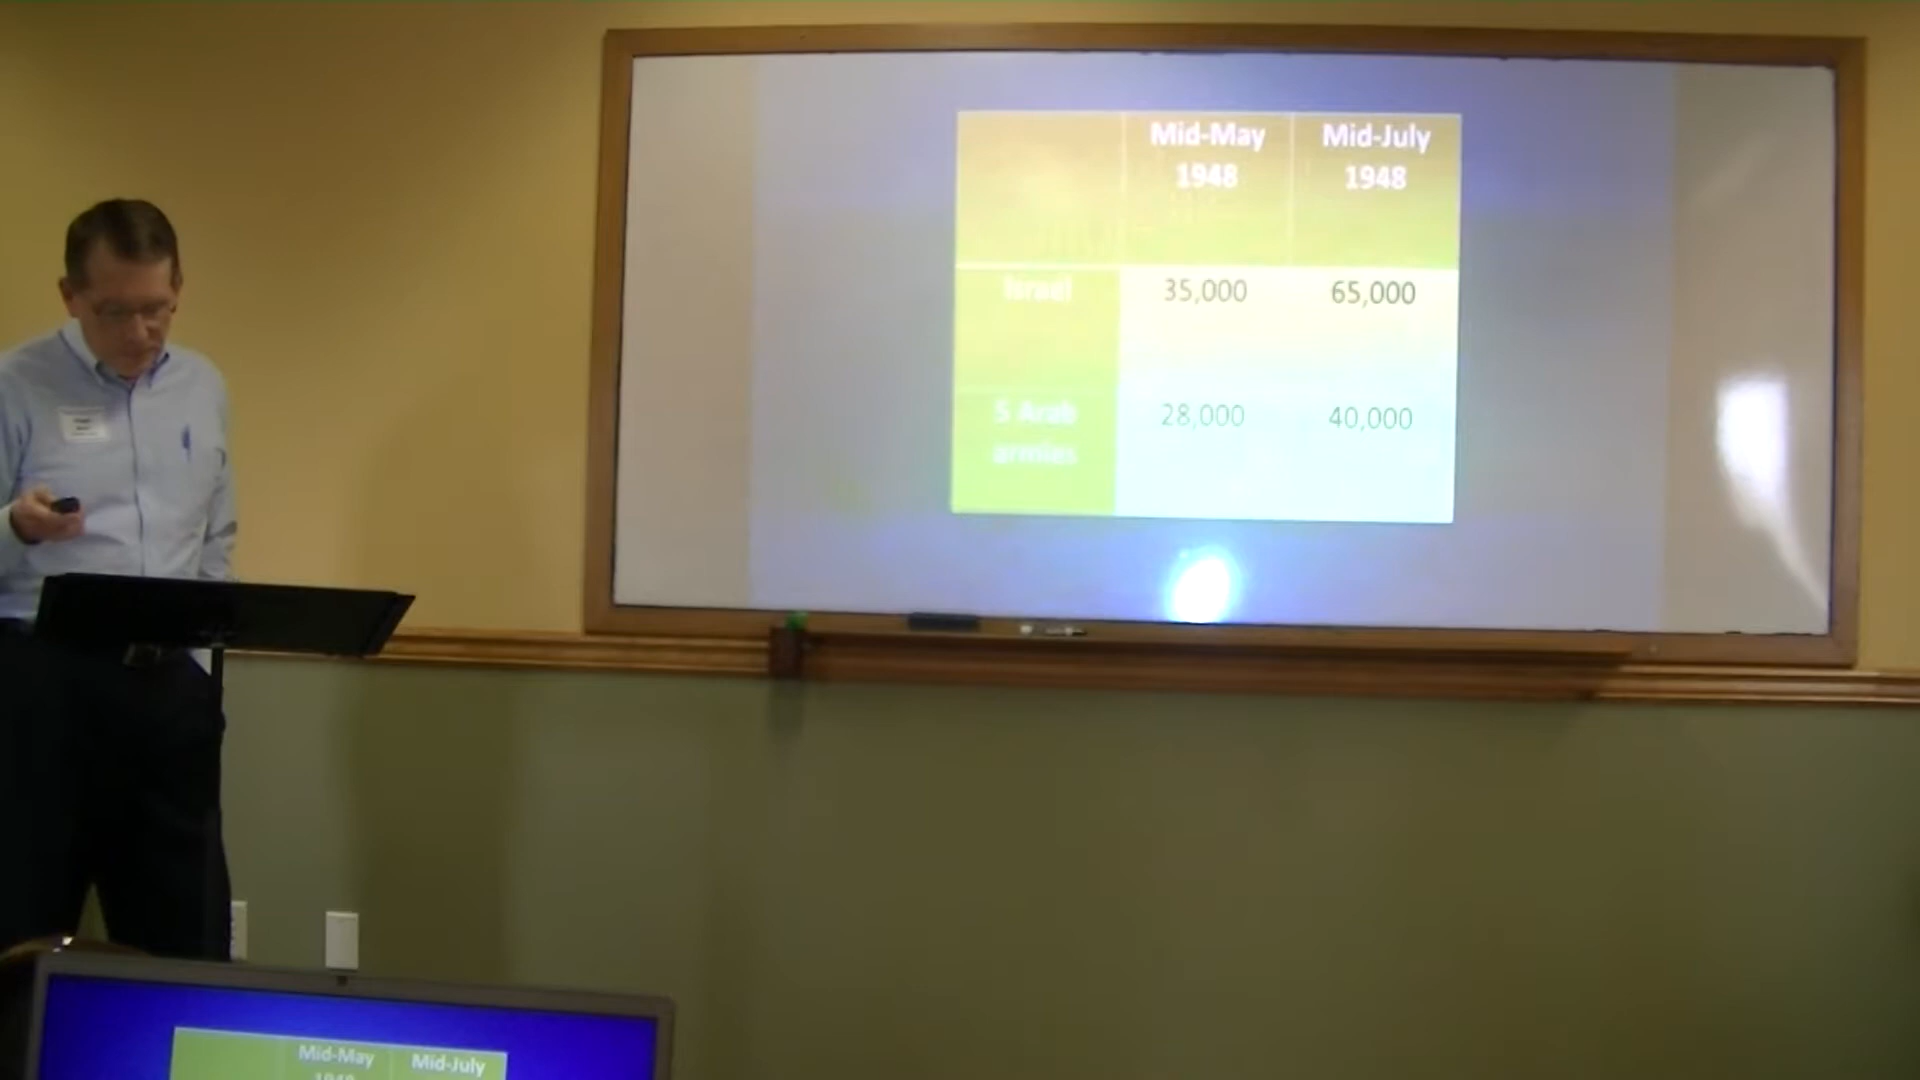 Mid-May Mid-July
1948 1948
Israel 35,000 65,000
5 Arab 28,000 40,000
armies
Mid-May Mid-July
1948